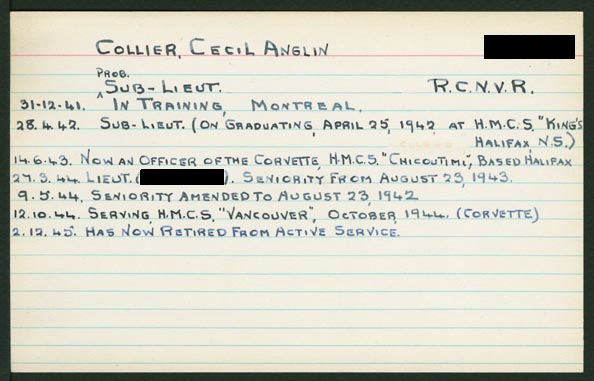 COLLIER, CECIL ANGLIN
PROB.
^SUB-LIEUT. R.C.N.V.R.
31-12-41. IN TRAINING, MONTREAL.
28.4.42. SUB-LIEUT. (ON GRADUATING, APRIL 25, 1942 AT H.M.C.S. "KING'S
HALIFAX, N.S.)
14.6.43. NOW AN OFFICER OF THE CORVETTE, H.M.C.S. "CHICOUTIMI", BASED HALIFAX
27.3.44. LIEUT. ( ). SENIORITY FROM AUGUST 23, 1943.
9.5.44. SENIORITY AMENDED TO AUGUST 23, 1942
12.10.44. SERVING, H.M.C.S. "VANCOUVER", OCTOBER, 1944. (CORVETTE)
2.12.45. HAS NOW RETIRED FROM ACTIVE SERVICE.